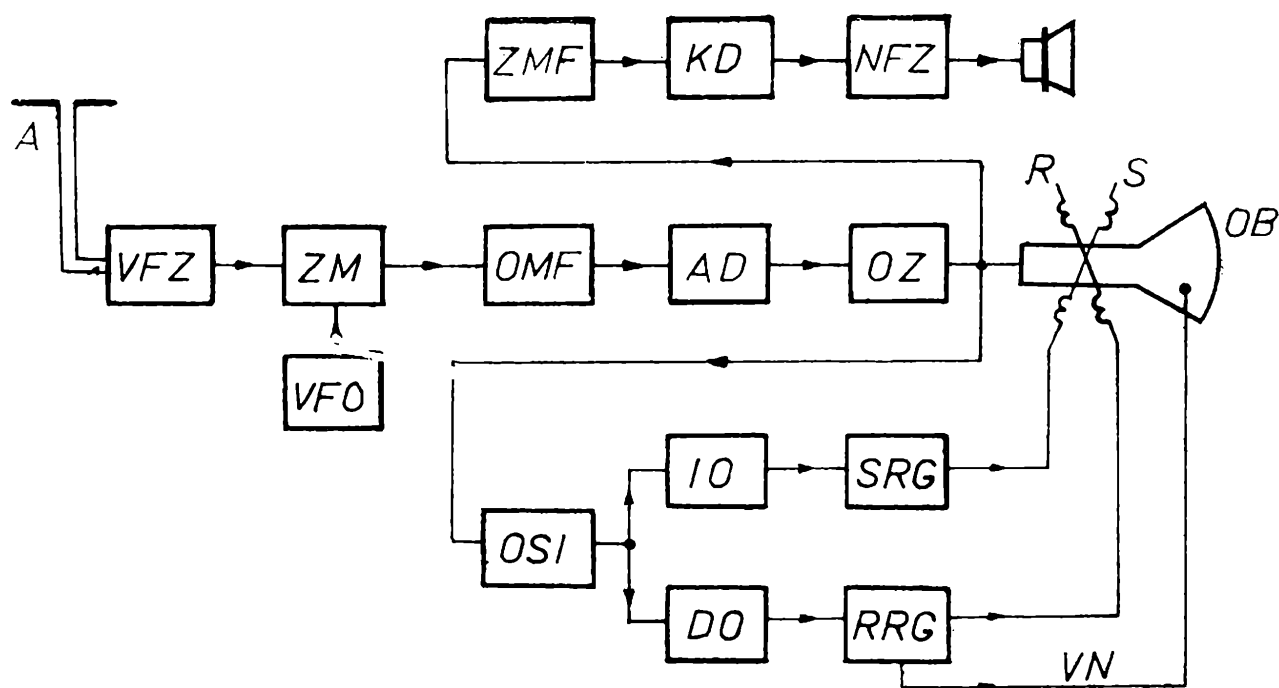 ZMF KD NFZ
A
R S
OB
VFZ ZM OMF AD OZ
VFO
IO SRG
OSI
DO RRG
VN